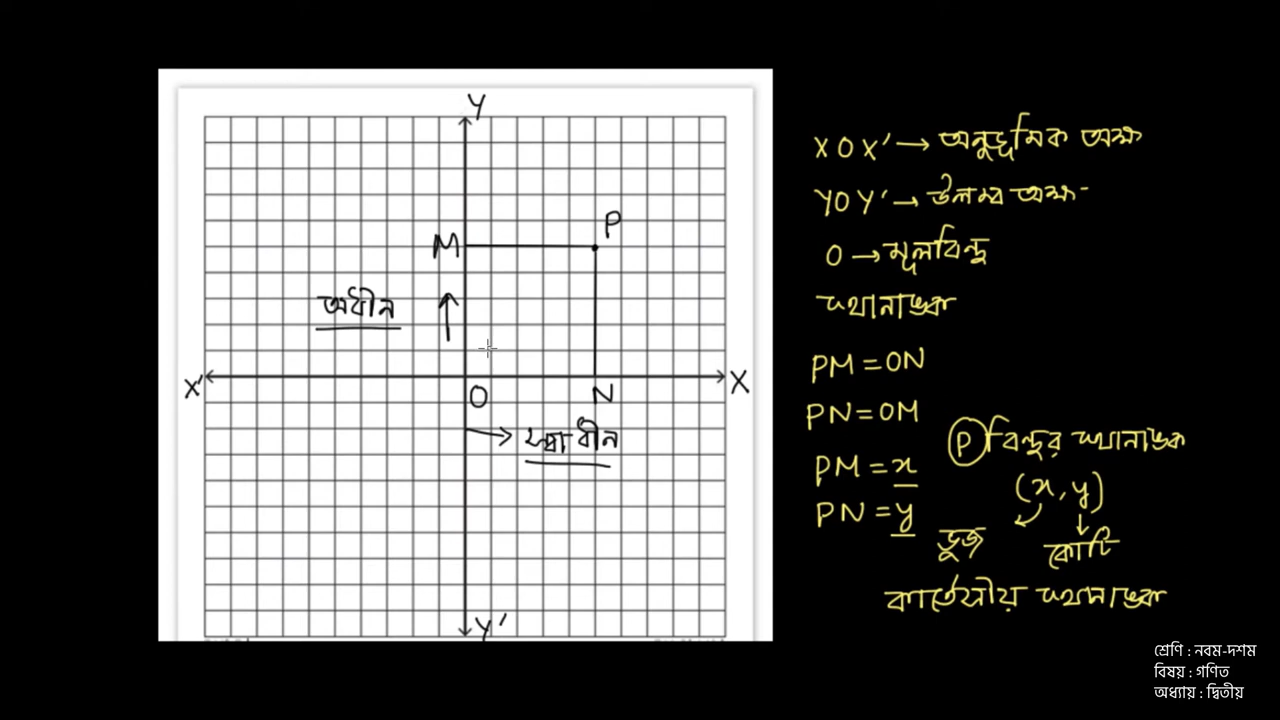 Y
M
P
অধীন
X'
X
O
N
স্বাধীন
Y'
XOX' → অনুভূমিক অক্ষ
YOY' → উলম্ব অক্ষ
O → মূলবিন্দু
স্থানাঙ্ক
PM = ON
PN = OM
P বিন্দুর স্থানাঙ্ক
PM = x
(x, y)
PN = y
ভুজ
কোটি
কার্তেসীয় স্থানাঙ্ক
শ্রেণি : নবম-দশম
বিষয় : গণিত
অধ্যায় : দ্বিতীয়